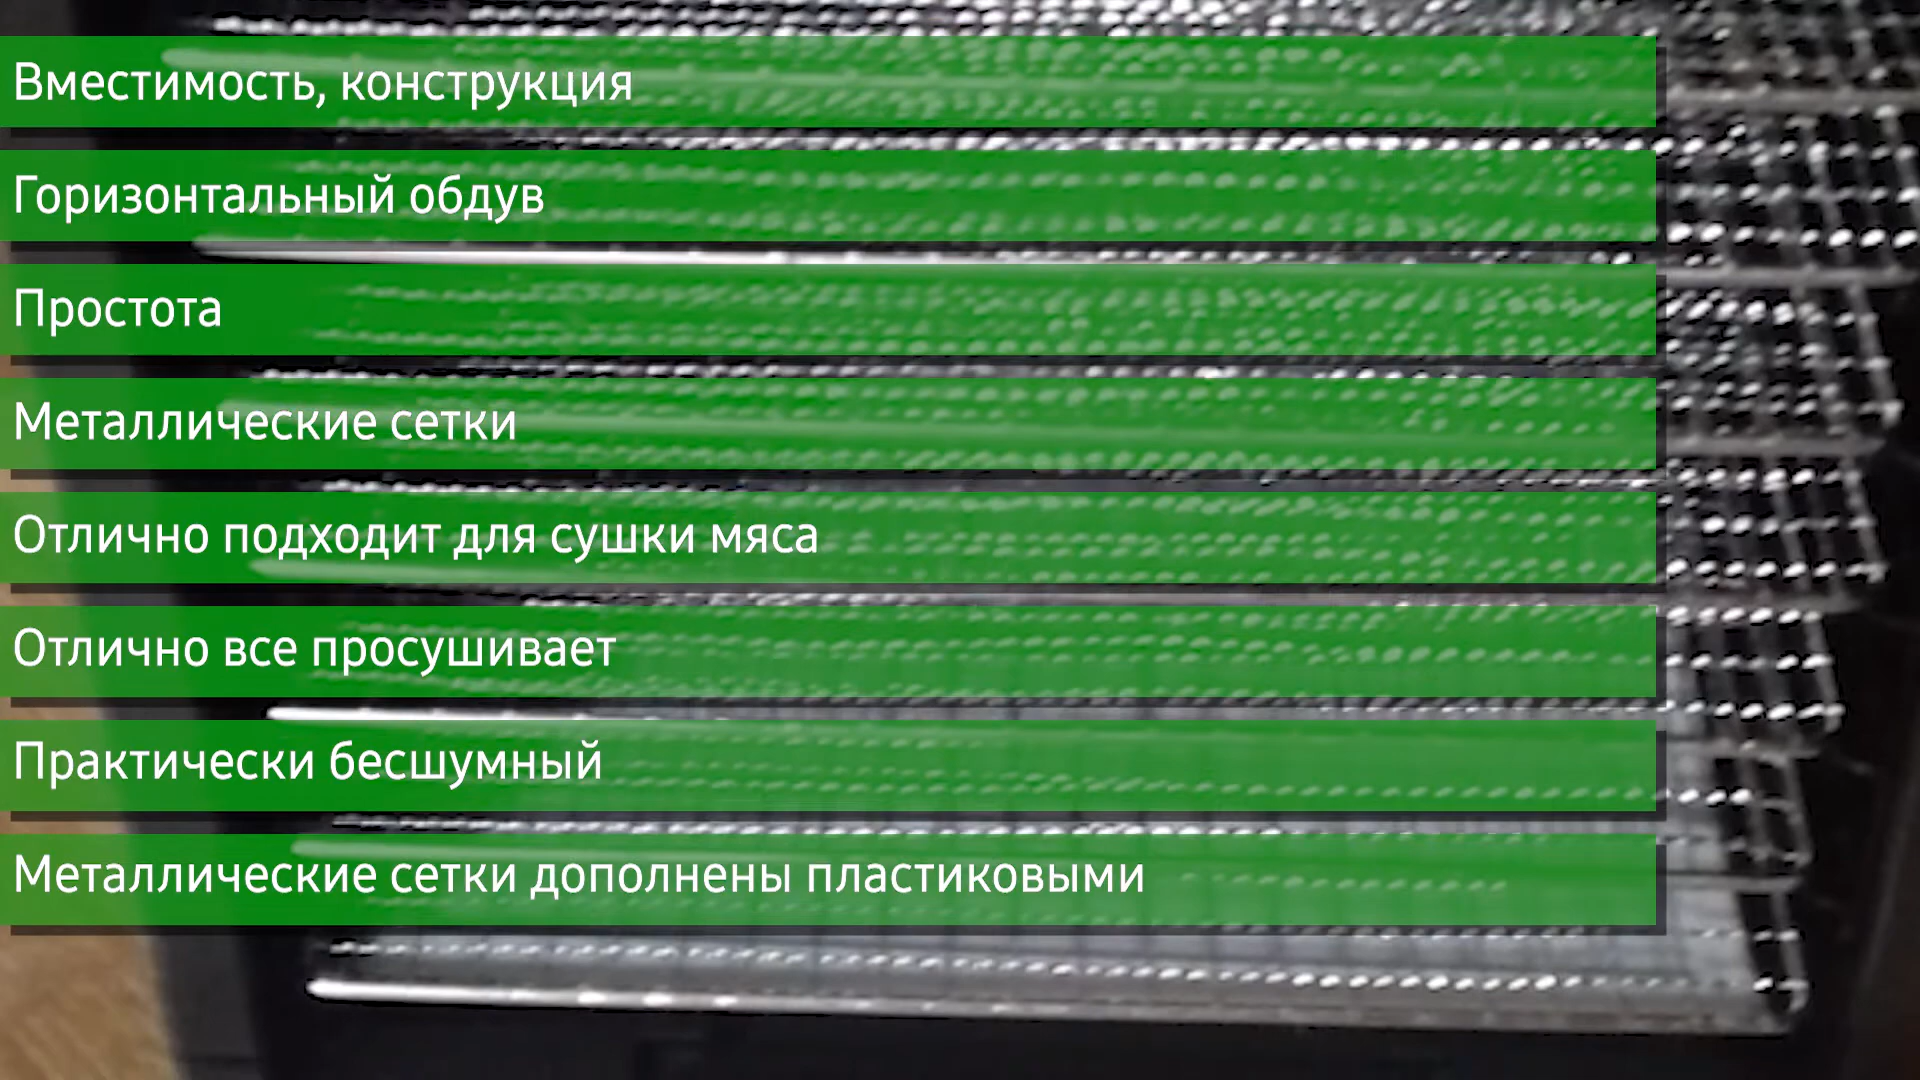 Вместимость, конструкция
Горизонтальный обдув
Простота
Металлические сетки
Отлично подходит для сушки мяса
Отлично все просушивает
Практически бесшумный
Металлические сетки дополнены пластиковыми